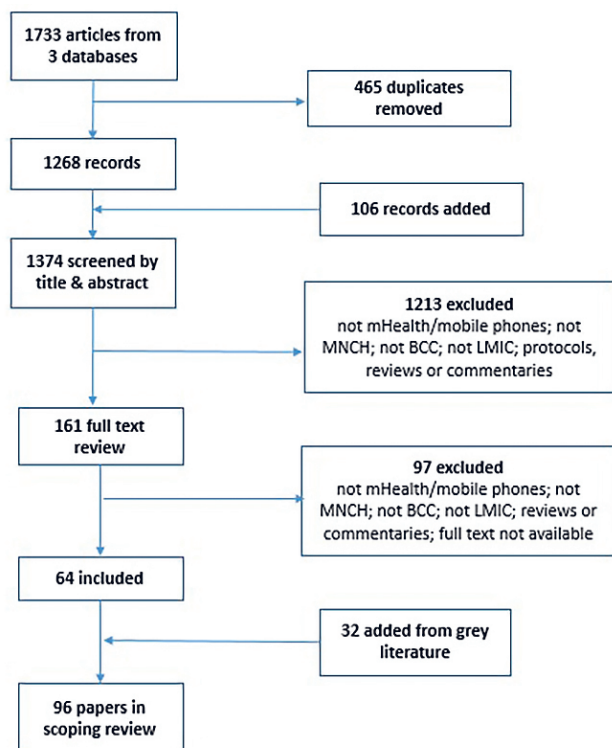 1733 articles from
3 databases
465 duplicates
removed
1268 records
106 records added
1374 screened by
title & abstract
1213 excluded
not mHealth/mobile phones; not
MNCH; not BCC; not LMIC; protocols,
reviews or commentaries
161 full text
review
97 excluded
not mHealth/mobile phones; not
MNCH; not BCC; not LMIC; reviews or
commentaries; full text not available
64 included
32 added from grey
literature
96 papers in
scoping review